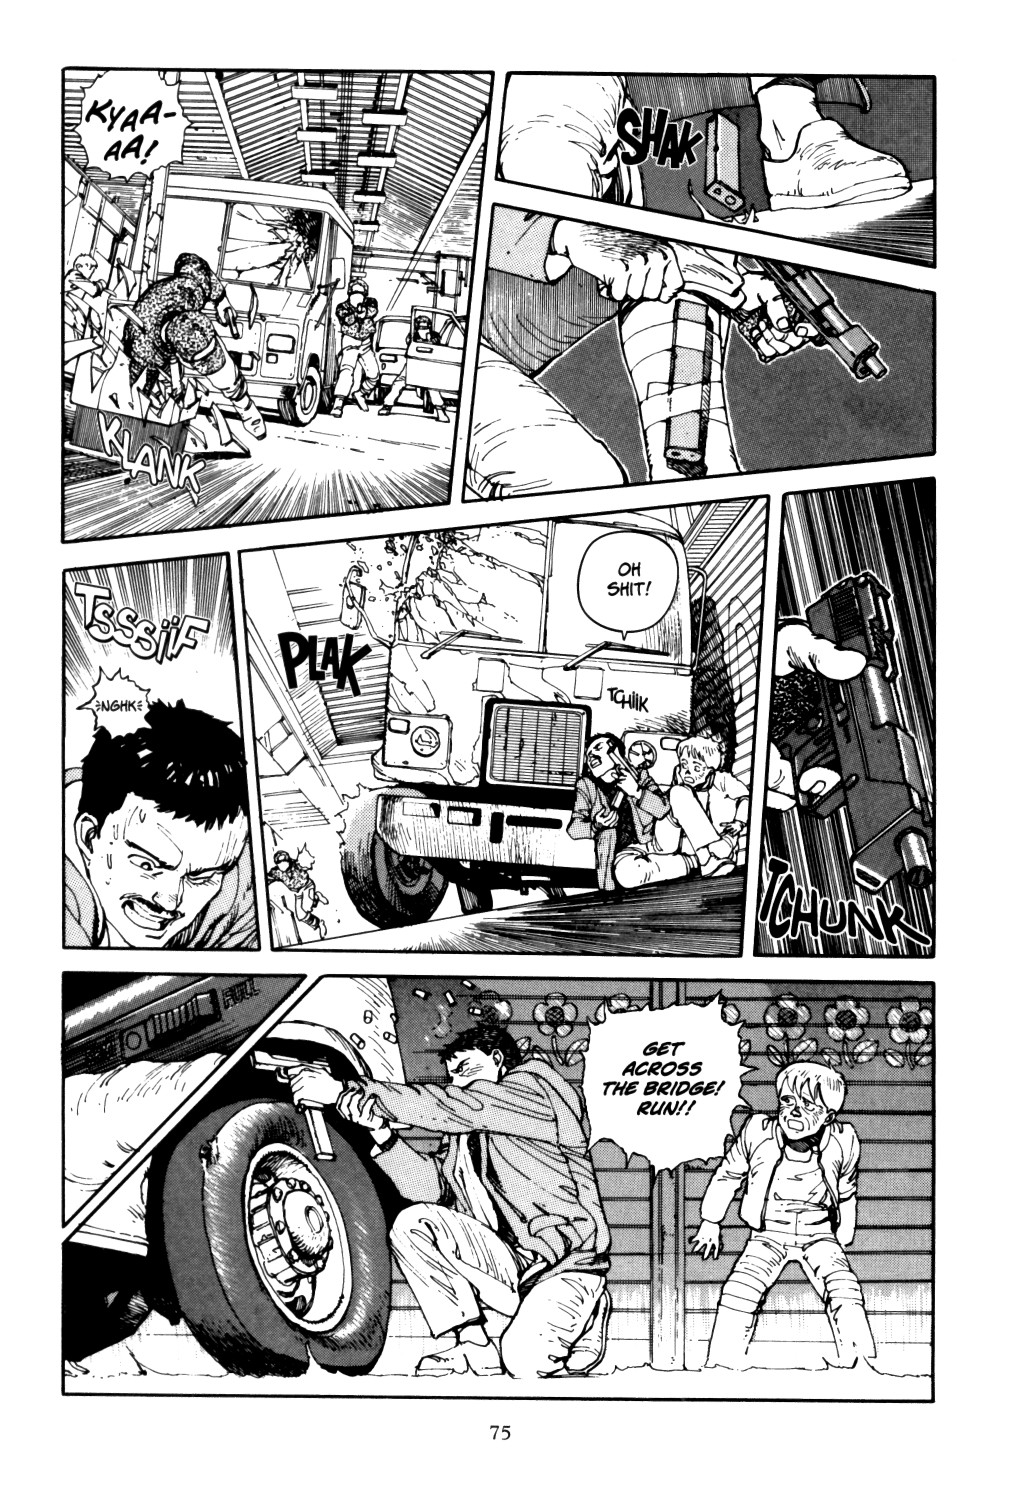 KYAA-
AA!
SHAK
KLANK
TSSSIIF
NGHK
PLAK
OH
SHIT!
TCHIIK
TCHUNK
FULL
GET
ACROSS
THE BRIDGE!
RUN!!
75